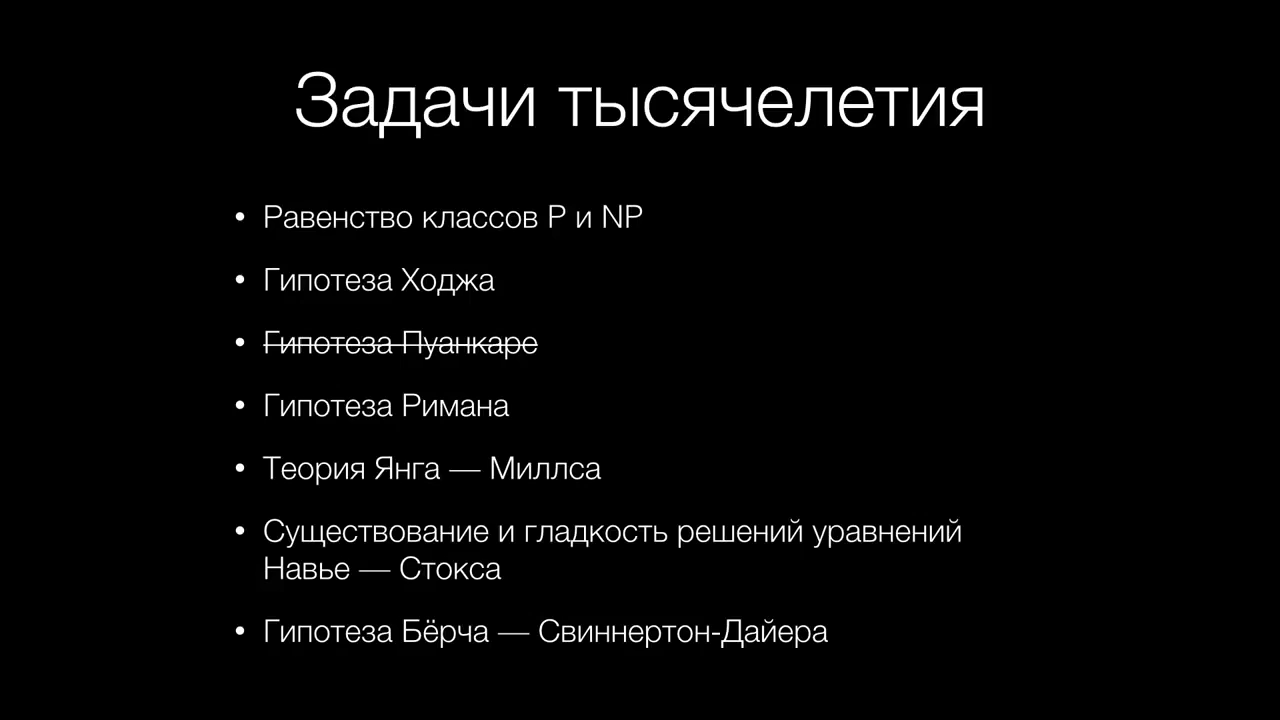 Задачи тысячелетия
• Равенство классов P и NP
• Гипотеза Ходжа
• Гипотеза Пуанкаре
• Гипотеза Римана
• Теория Янга — Миллса
• Существование и гладкость решений уравнений
Навье — Стокса
• Гипотеза Бёрча — Свиннертон-Дайера